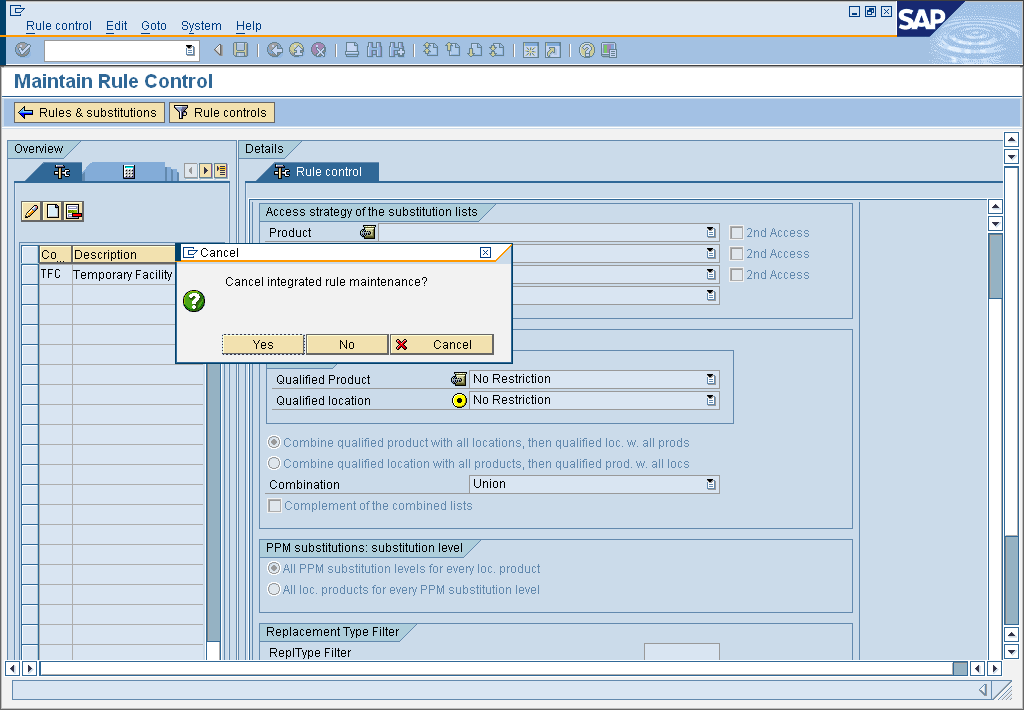 Rule control Edit Goto System Help
SAP
Maintain Rule Control
Rules & substitutions Rule controls
Overview
Details
Rule control
Access strategy of the substitution lists
Product 2nd Access
2nd Access
2nd Access
Co... Description
TFC Temporary Facility
Cancel
Cancel integrated rule maintenance?
Yes No Cancel
Qualified Product No Restriction
Qualified location No Restriction
Combine qualified product with all locations, then qualified loc. w. all prods
Combine qualified location with all products, then qualified prod. w. all locs
Combination Union
Complement of the combined lists
PPM substitutions: substitution level
All PPM substitution levels for every loc. product
All loc. products for every PPM substitution level
Replacement Type Filter
ReplType Filter